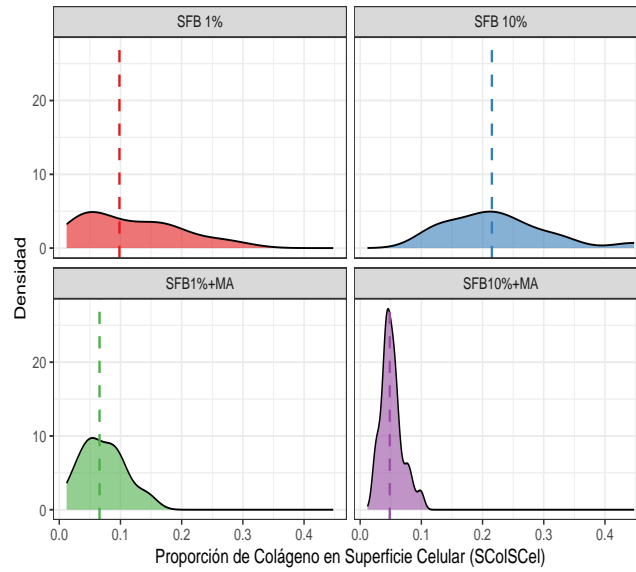 SFB 1%
SFB 10%
20
10
0
SFB1%+MA
SFB10%+MA
20
10
0
Densidad
0.0 0.1 0.2 0.3 0.4
0.0 0.1 0.2 0.3 0.4
Proporción de Colágeno en Superficie Celular (SColSCel)